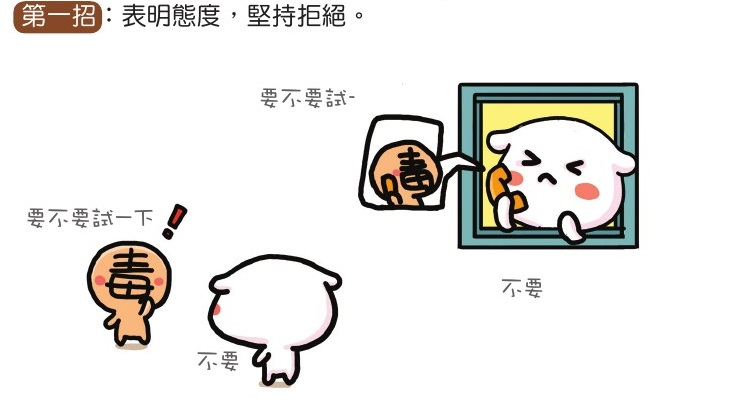 第一招：表明態度，堅持拒絕。
要不要試-
毒
要不要試一下
毒
不要
不要